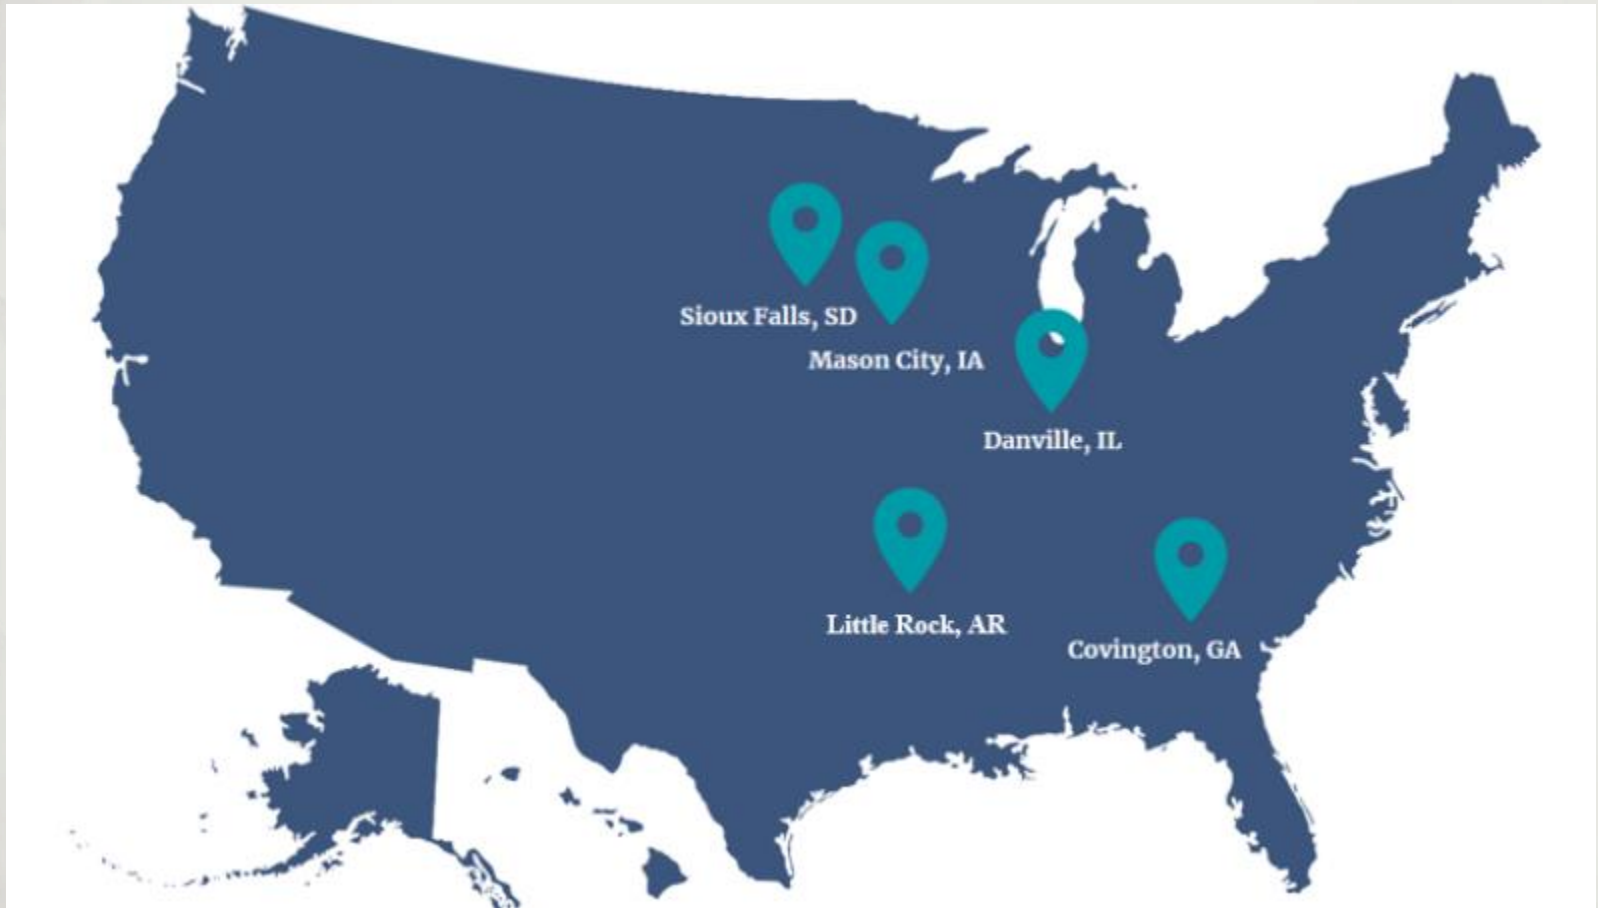 Sioux Falls, SD
Mason City, IA
Danville, IL
Little Rock, AR
Covington, GA